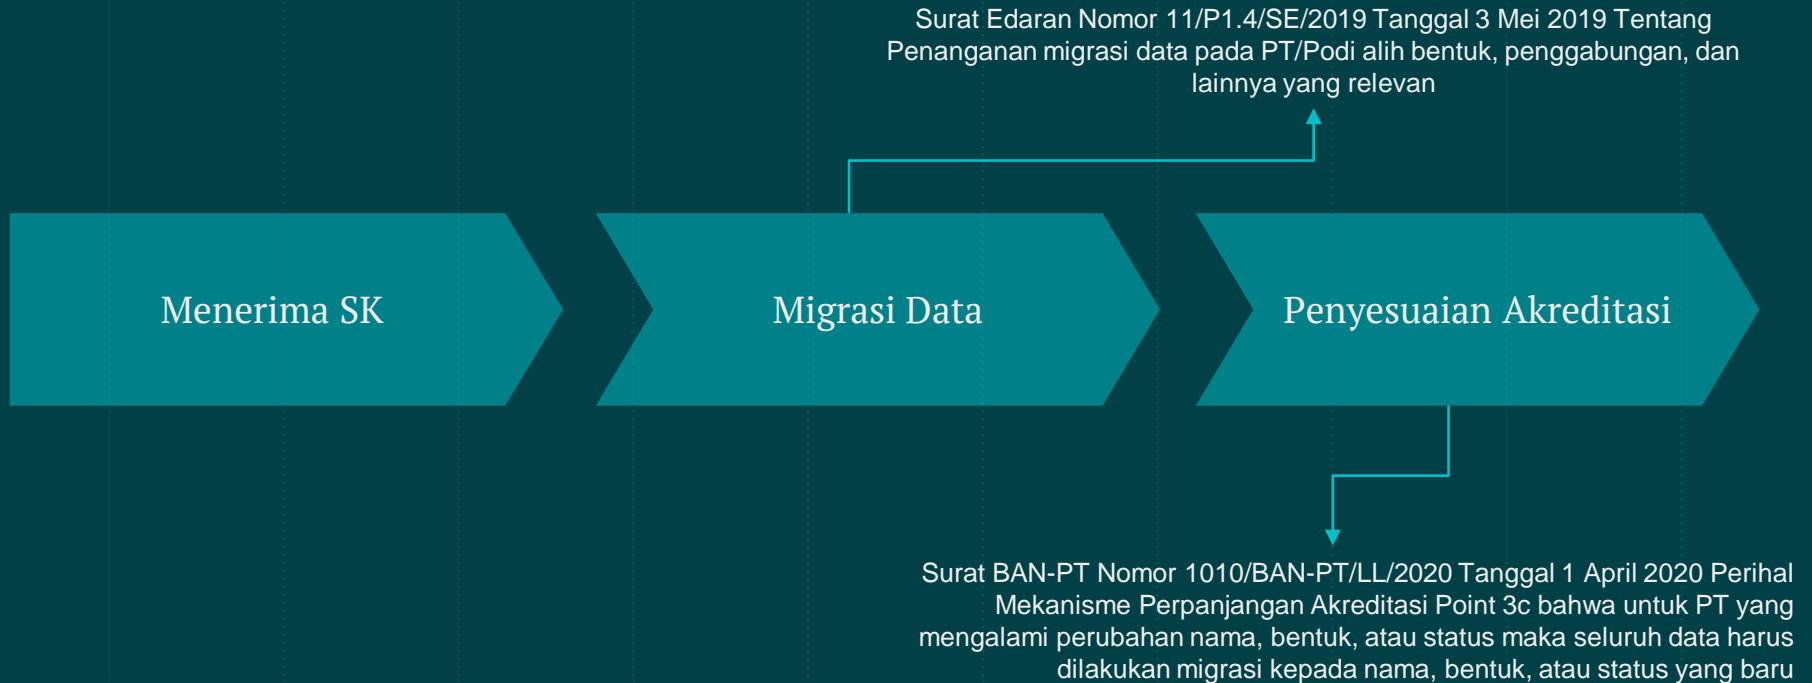 Surat Edaran Nomor 11/P1.4/SE/2019 Tanggal 3 Mei 2019 Tentang
Penanganan migrasi data pada PT/Podi alih bentuk, penggabungan, dan
lainnya yang relevan
Menerima SK
Migrasi Data
Penyesuaian Akreditasi
Surat BAN-PT Nomor 1010/BAN-PT/LL/2020 Tanggal 1 April 2020 Perihal
Mekanisme Perpanjangan Akreditasi Point 3c bahwa untuk PT yang
mengalami perubahan nama, bentuk, atau status maka seluruh data harus
dilakukan migrasi kepada nama, bentuk, atau status yang baru